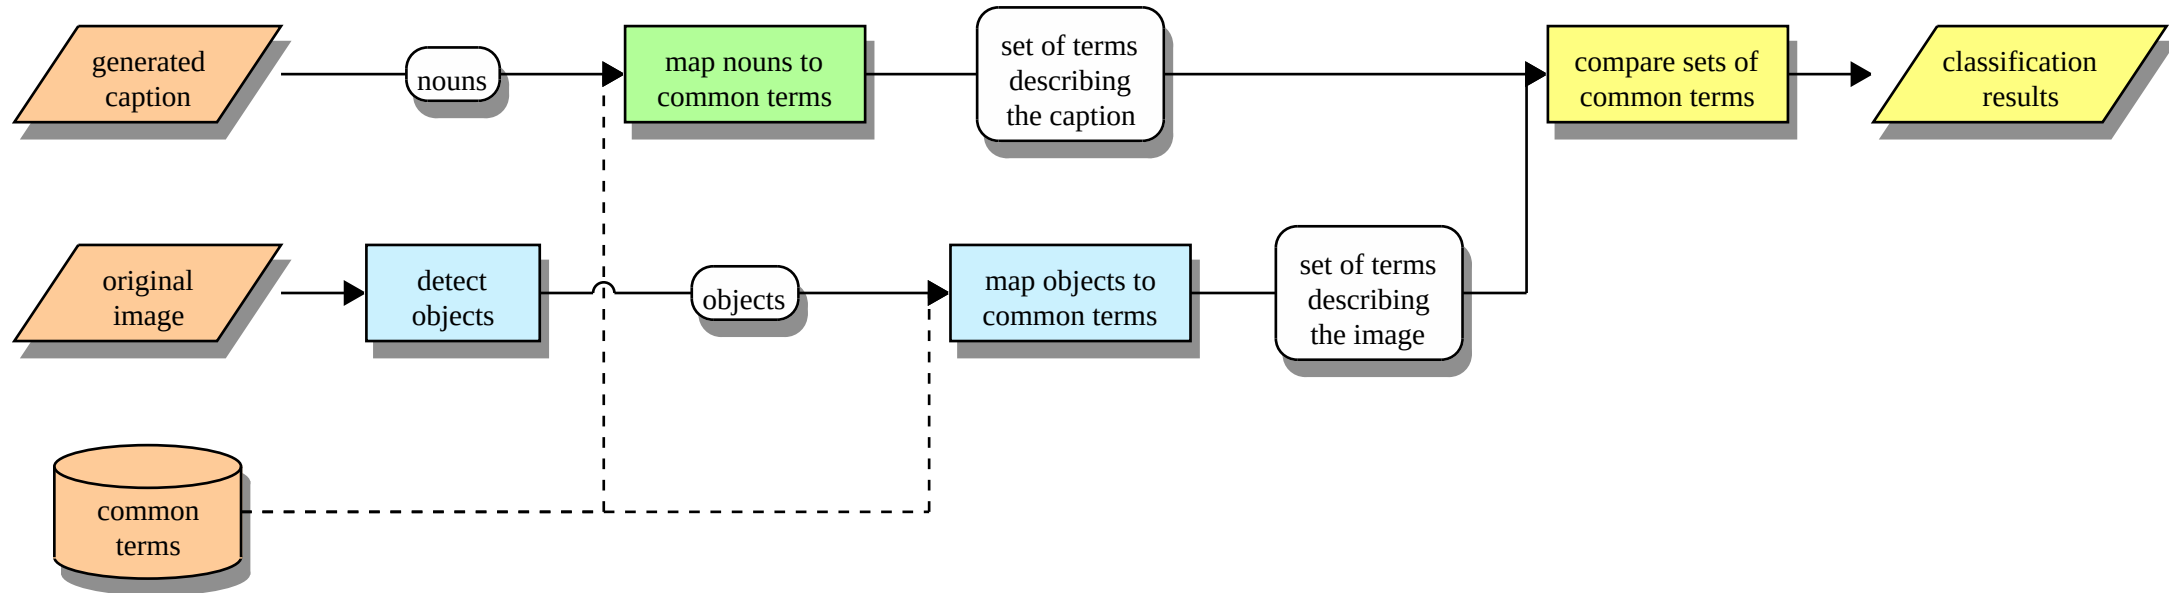 generated
caption
nouns
map nouns to
common terms
set of terms
describing
the caption
compare sets of
common terms
classification
results
original
image
detect
objects
objects
map objects to
common terms
set of terms
describing
the image
common
terms